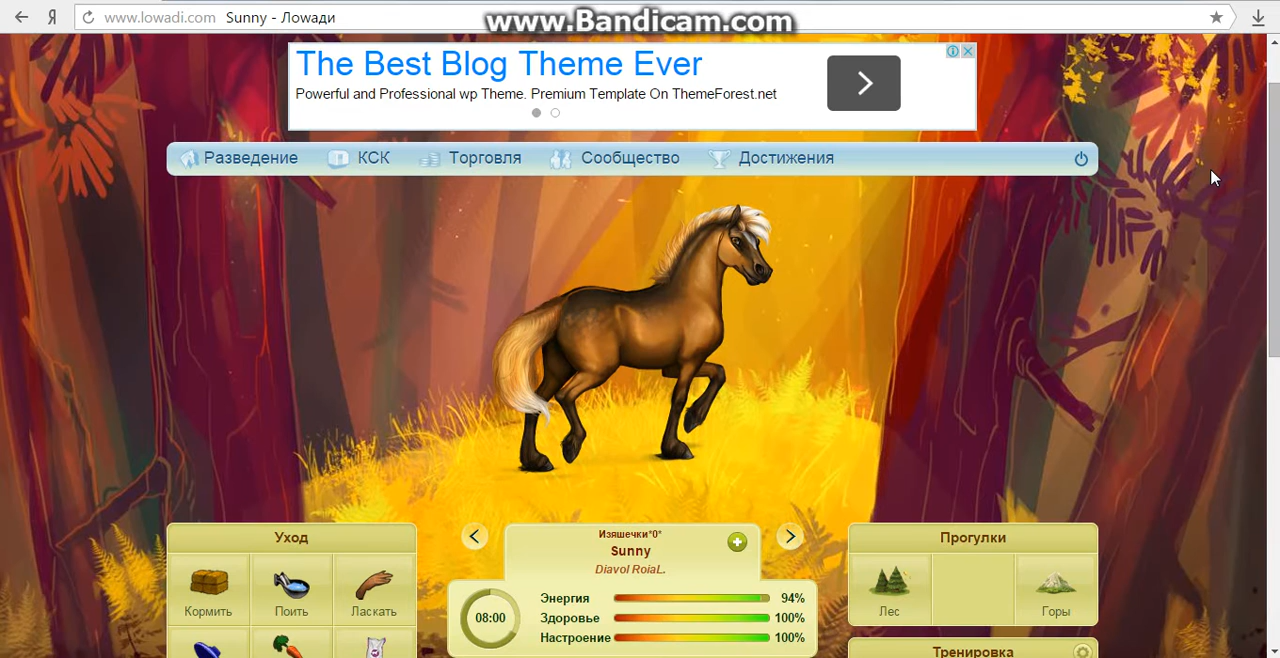 www.Bandicam.com
Я www.lowadi.com Sunny - Ловади
The Best Blog Theme Ever
Powerful and Professional wp Theme. Premium Template On ThemeForest.net
Разведение КСК Торговля Сообщество Достижения
Уход
Кормить Поить Ласкать
Изяшечки*0*
Sunny
Diavol RoiaL.
08:00
Энергия 94%
Здоровье 100%
Настроение 100%
Прогулки
Лес Горы
Тренировка